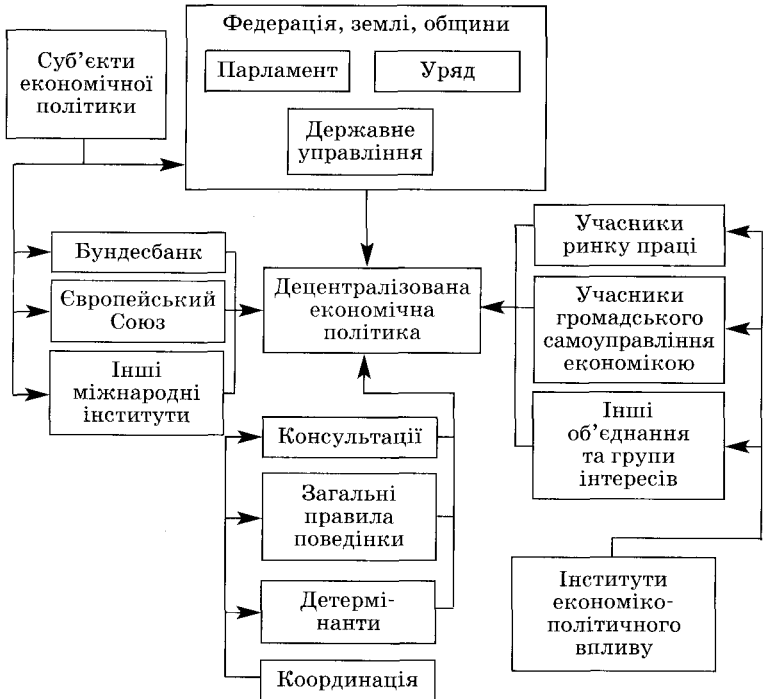 Федерація, землі, общини
Парламент
Уряд
Державне
управління
Суб’єкти
економічної
політики
Бундесбанк
Європейський
Союз
Інші
міжнародні
інститути
Децентралізована
економічна
політика
Учасники
ринку праці
Учасники
громадського
самоуправління
економікою
Інші
об’єднання
та групи
інтересів
Консультації
Загальні
правила
поведінки
Детермі-
нанти
Координація
Інститути
економіко-
політичного
впливу